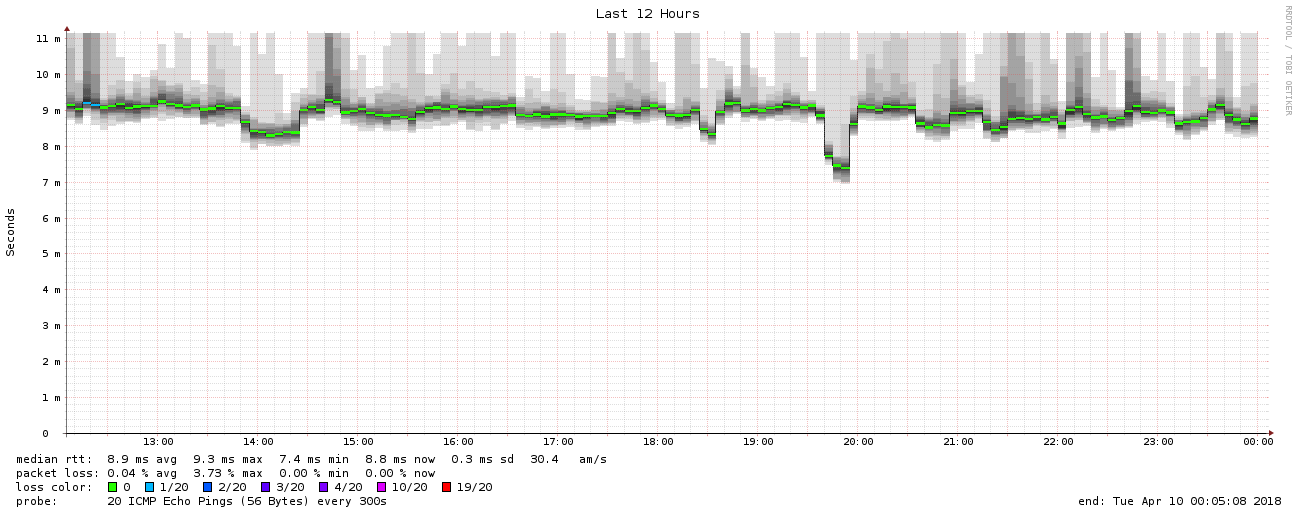 Last 12 Hours
RRDTOOL / TOBI OETIKER
Seconds
11 m
10 m
9 m
8 m
7 m
6 m
5 m
4 m
3 m
2 m
1 m
0
13:00 14:00 15:00 16:00 17:00 18:00 19:00 20:00 21:00 22:00 23:00 00:00
median rtt: 8.9 ms avg 9.3 ms max 7.4 ms min 8.8 ms now 0.3 ms sd 30.4 am/s
packet loss: 0.04 % avg 3.73 % max 0.00 % min 0.00 % now
loss color: 0 1/20 2/20 3/20 4/20 10/20 19/20
probe: 20 ICMP Echo Pings (56 Bytes) every 300s end: Tue Apr 10 00:05:08 2018